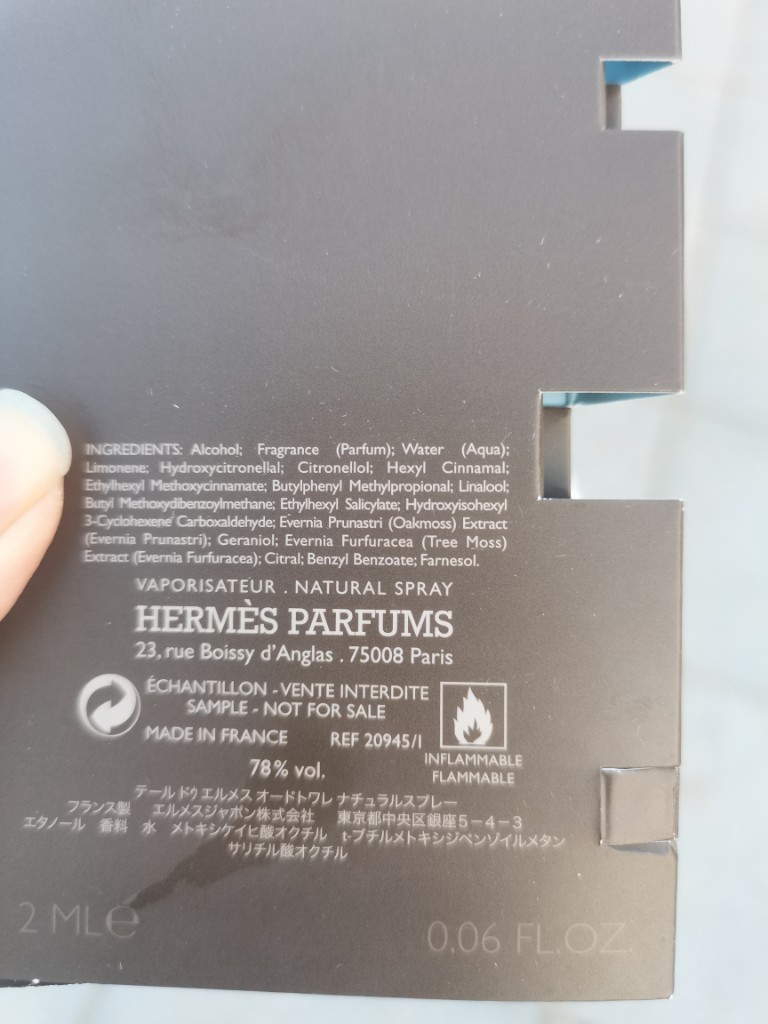 INGREDIENTS: Alcohol; Fragrance (Parfum); Water (Aqua);
Limonene; Hydroxycitronellal; Citronellol; Hexyl Cinnamal;
Ethylhexyl Methoxycinnamate; Butylphenyl Methylpropional; Linalool;
Butyl Methoxydibenzoylmethane; Ethylhexyl Salicylate; Hydroxyisohexyl
3-Cyclohexene Carboxaldehyde; Evernia Prunastri (Oakmoss) Extract
(Evernia Prunastri); Geraniol; Evernia Furfuracea (Tree Moss)
Extract (Evernia Furfuracea); Citral; Benzyl Benzoate; Farnesol.
VAPORISATEUR . NATURAL SPRAY
HERMÈS PARFUMS
23, rue Boissy d'Anglas . 75008 Paris
ÉCHANTILLON - VENTE INTERDITE
SAMPLE - NOT FOR SALE
MADE IN FRANCE REF 20945/1
INFLAMMABLE
FLAMMABLE
78% vol.
テール ドゥ エルメス オードトワレ ナチュラルスプレー
フランス製 エルメスジャポン株式会社 東京都中央区銀座5-4-3
エタノール 香料 水 メトキシケイヒ酸オクチル t-ブチルメトキシジベンゾイルメタン
サリチル酸オクチル
2 ML e
0.06 FL.OZ.